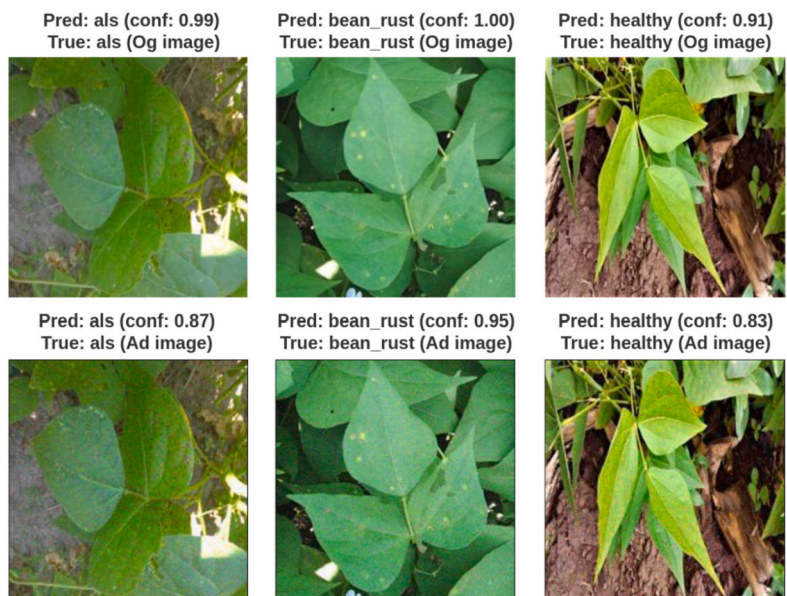 Pred: als (conf: 0.99)
True: als (Og image)
Pred: bean_rust (conf: 1.00)
True: bean_rust (Og image)
Pred: healthy (conf: 0.91)
True: healthy (Og image)
Pred: als (conf: 0.87)
True: als (Ad image)
Pred: bean_rust (conf: 0.95)
True: bean_rust (Ad image)
Pred: healthy (conf: 0.83)
True: healthy (Ad image)